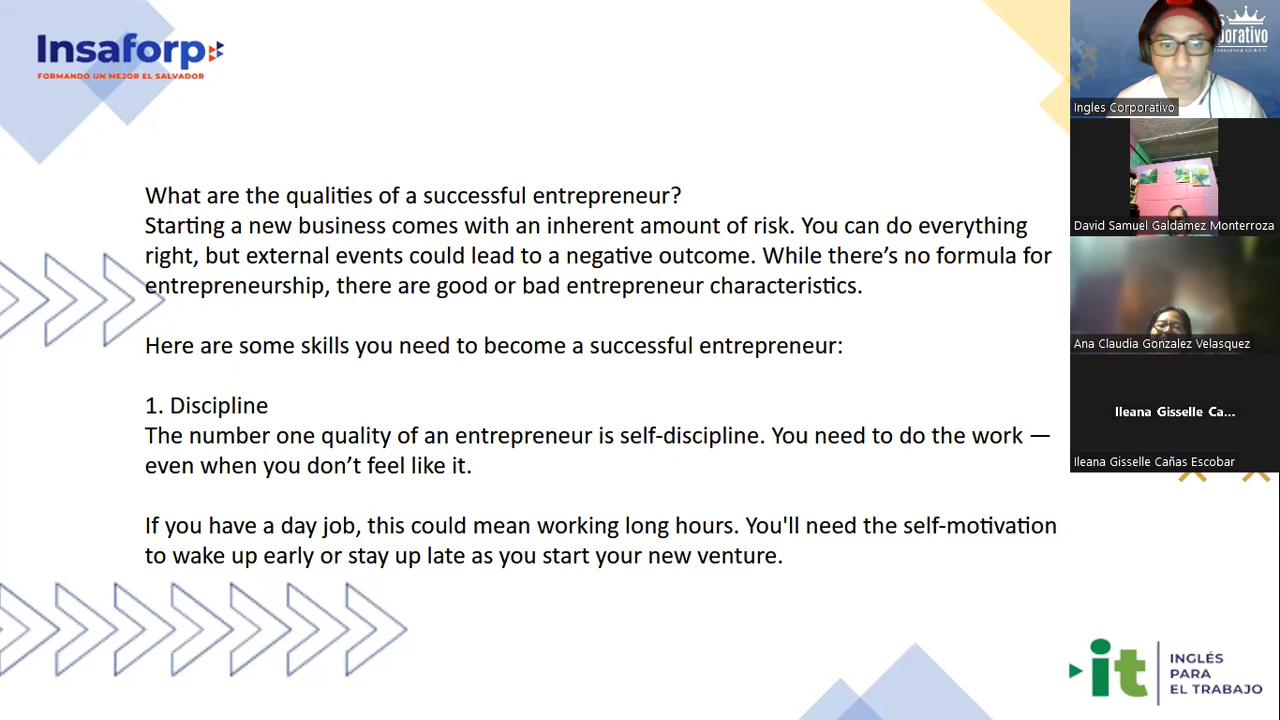 Insaforp
FORMANDO UN MEJOR EL SALVADOR
What are the qualities of a successful entrepreneur?
Starting a new business comes with an inherent amount of risk. You can do everything
right, but external events could lead to a negative outcome. While there’s no formula for
entrepreneurship, there are good or bad entrepreneur characteristics.
Here are some skills you need to become a successful entrepreneur:
1. Discipline
The number one quality of an entrepreneur is self-discipline. You need to do the work —
even when you don’t feel like it.
If you have a day job, this could mean working long hours. You'll need the self-motivation
to wake up early or stay up late as you start your new venture.
it
INGLÉS
PARA
EL TRABAJO
Ingles Corporativo
David Samuel Galdámez Monterroza
Ana Claudia Gonzalez Velasquez
Ileana Gisselle Ca...
Ileana Gisselle Cañas Escobar